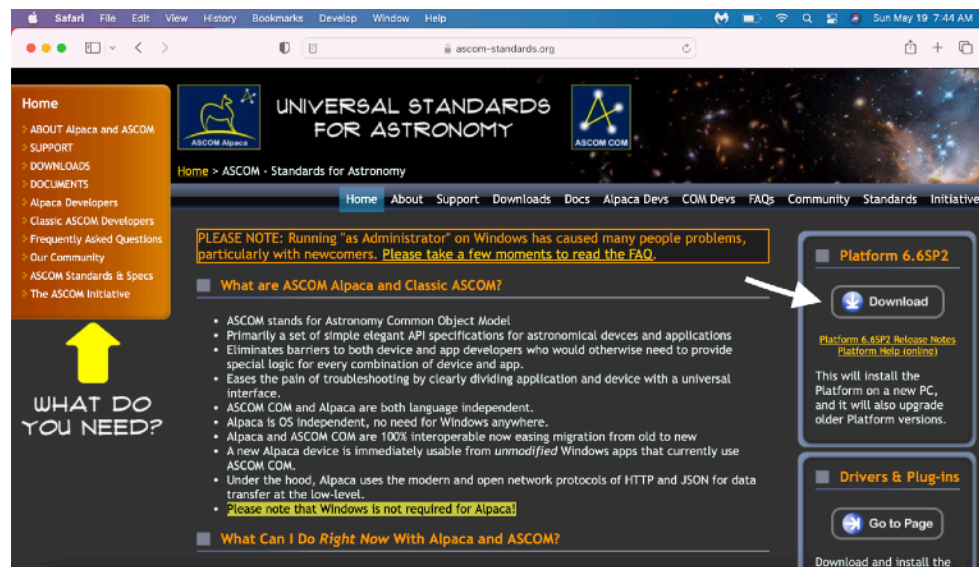 Safari File Edit View History Bookmarks Develop Window Help
Sun May 19 7:44 AM
ascom-standards.org
Home
> ABOUT Alpaca and ASCOM
> SUPPORT
> DOWNLOADS
> DOCUMENTS
> Alpaca Developers
> Classic ASCOM Developers
> Frequently Asked Questions
> Our Community
> ASCOM Standards & Specs
> The ASCOM Initiative
WHAT DO
YOU NEED?
ASCOM Alpaca
UNIVERSAL STANDARDS
FOR ASTRONOMY
ASCOM COM
Home > ASCOM - Standards for Astronomy
Home About Support Downloads Docs Alpaca Devs COM Devs FAQs Community Standards Initiative
PLEASE NOTE: Running "as Administrator" on Windows has caused many people problems,
particularly with newcomers. Please take a few moments to read the FAQ.
What are ASCOM Alpaca and Classic ASCOM?
• ASCOM stands for Astronomy Common Object Model
• Primarily a set of simple elegant API specifications for astronomical devces and applications
• Eliminates barriers to both device and app developers who would otherwise need to provide
special logic for every combination of device and app.
• Eases the pain of troubleshooting by clearly dividing application and device with a universal
interface.
• ASCOM COM and Alpaca are both language independent.
• Alpaca is OS independent, no need for Windows anywhere.
• Alpaca and ASCOM COM are 100% interoperable now easing migration from old to new
• A new Alpaca device is immediately usable from unmodified Windows apps that currently use
ASCOM COM.
• Under the hood, Alpaca uses the modern and open network protocols of HTTP and JSON for data
transfer at the low-level.
• Please note that Windows is not required for Alpaca!
What Can I Do Right Now With Alpaca and ASCOM?
Platform 6.6SP2
Download
Platform 6.6SP2 Release Notes
Platform Help (online)
This will install the
Platform on a new PC,
and it will also upgrade
older Platform versions.
Drivers & Plug-ins
Go to Page
Download and install the